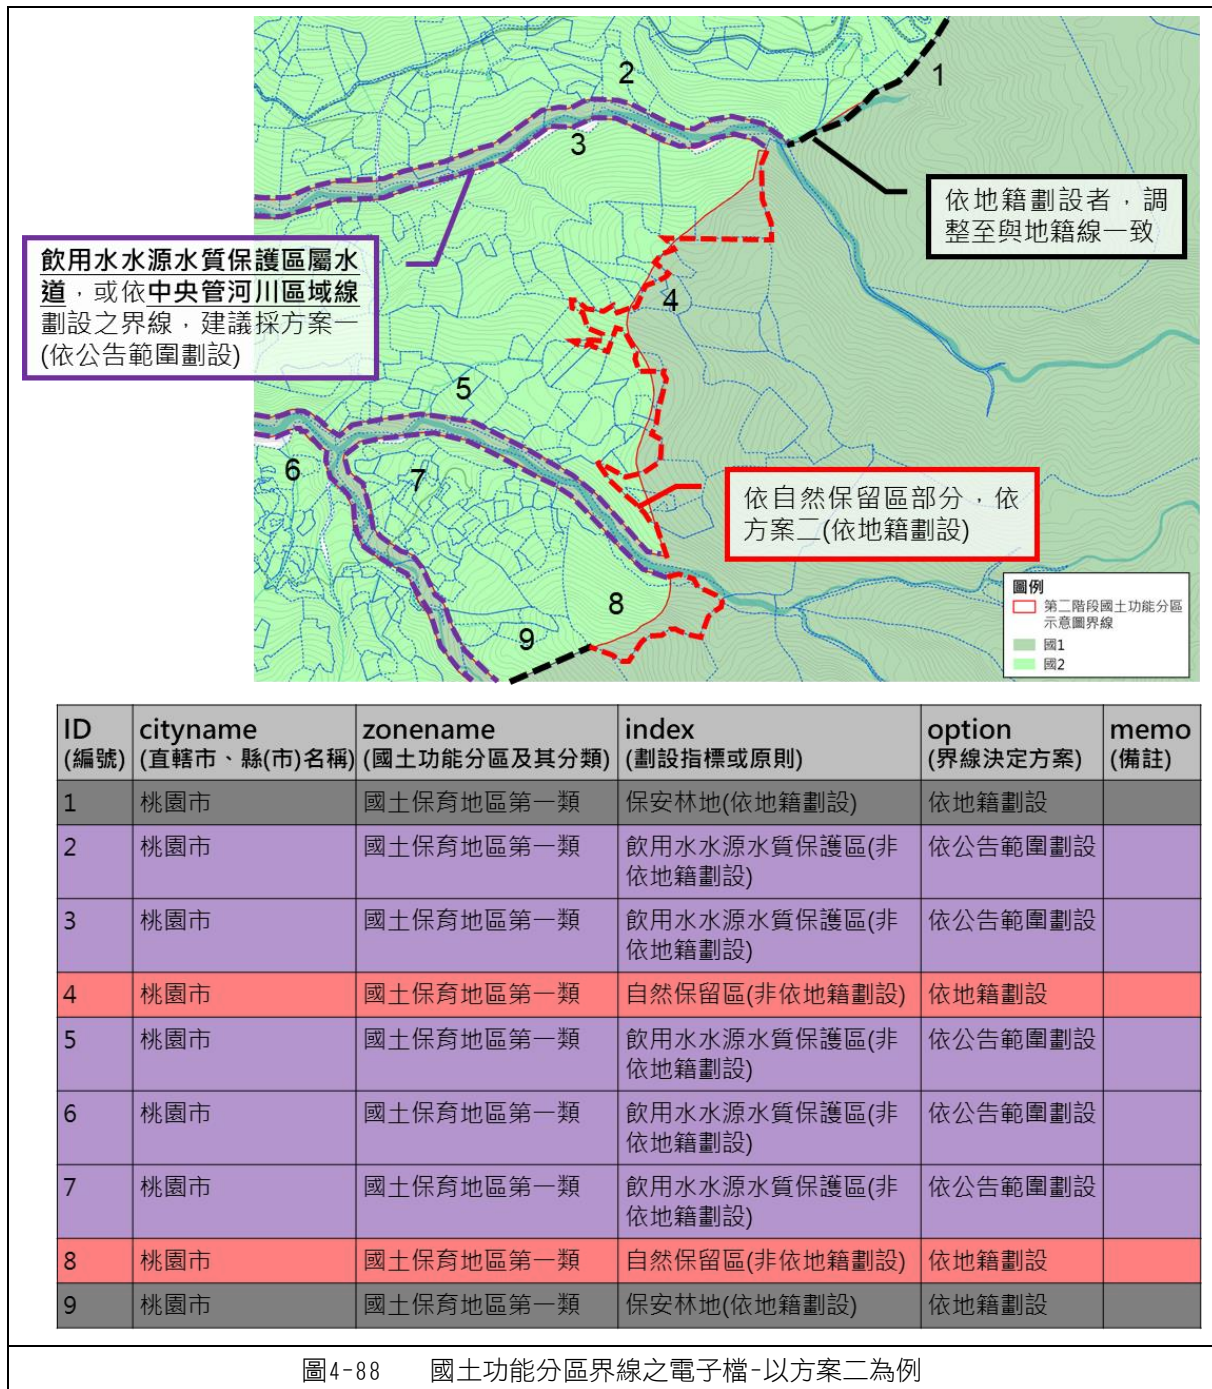 1
2
3
依地籍劃設者，調
整至與地籍線一致
飲用水水源水質保護區屬水
道，或依中央管河川區域線
劃設之界線，建議採方案一
(依公告範圍劃設)
4
5
6
7
依自然保留區部分，依
方案二(依地籍劃設)
8
9
圖例
第二階段國土功能分區
示意圖界線
國1
國2
ID cityname zonename index option memo
(編號) (直轄市、縣(市)名稱) (國土功能分區及其分類) (劃設指標或原則) (界線決定方案) (備註)
1 桃園市 國土保育地區第一類 保安林地(依地籍劃設) 依地籍劃設
2 桃園市 國土保育地區第一類 飲用水水源水質保護區(非 依公告範圍劃設
依地籍劃設)
3 桃園市 國土保育地區第一類 飲用水水源水質保護區(非 依公告範圍劃設
依地籍劃設)
4 桃園市 國土保育地區第一類 自然保留區(非依地籍劃設) 依地籍劃設
5 桃園市 國土保育地區第一類 飲用水水源水質保護區(非 依公告範圍劃設
依地籍劃設)
6 桃園市 國土保育地區第一類 飲用水水源水質保護區(非 依公告範圍劃設
依地籍劃設)
7 桃園市 國土保育地區第一類 飲用水水源水質保護區(非 依公告範圍劃設
依地籍劃設)
8 桃園市 國土保育地區第一類 自然保留區(非依地籍劃設) 依地籍劃設
9 桃園市 國土保育地區第一類 保安林地(依地籍劃設) 依地籍劃設
圖4-88 國土功能分區界線之電子檔-以方案二為例